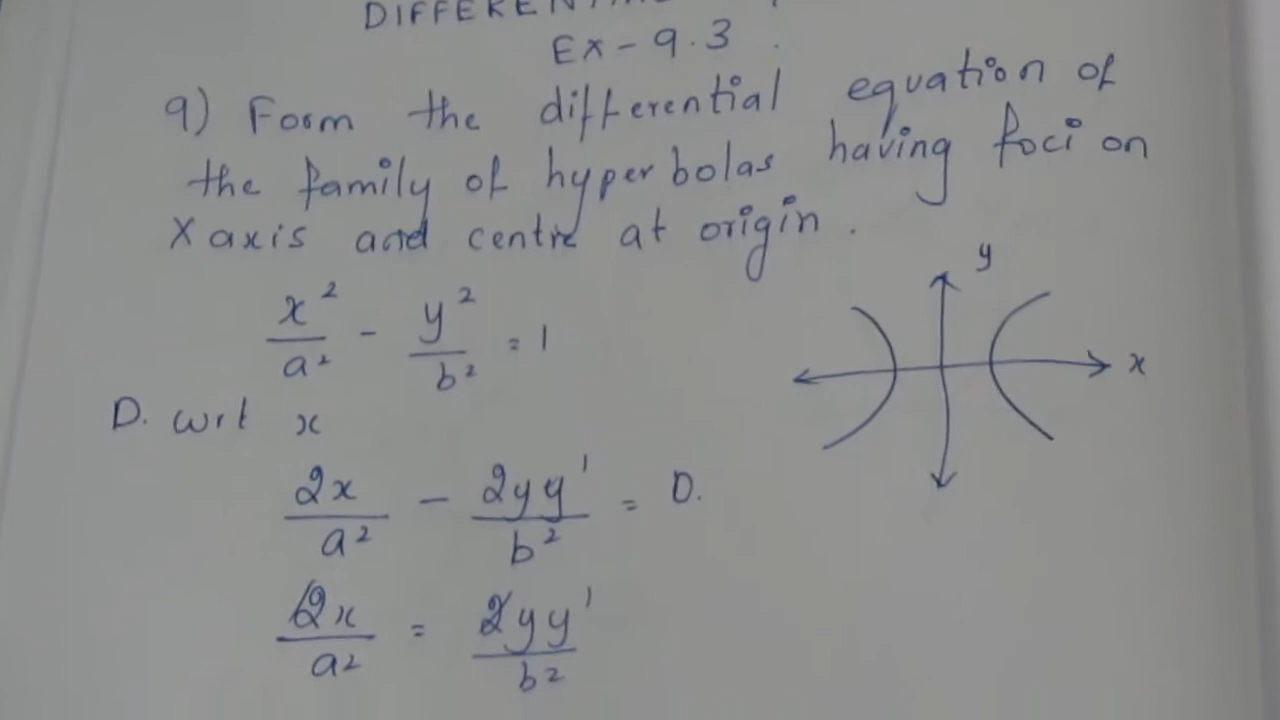 Ex - 9.3
9) Form the differential equation of
the family of hyperbolas having foci on
X axis and centre at origin.
y
x² / a² - y² / b² = 1
x
D. wrt x
2x / a² - 2yy' / b² = 0.
2x / a² = 2yy' / b²